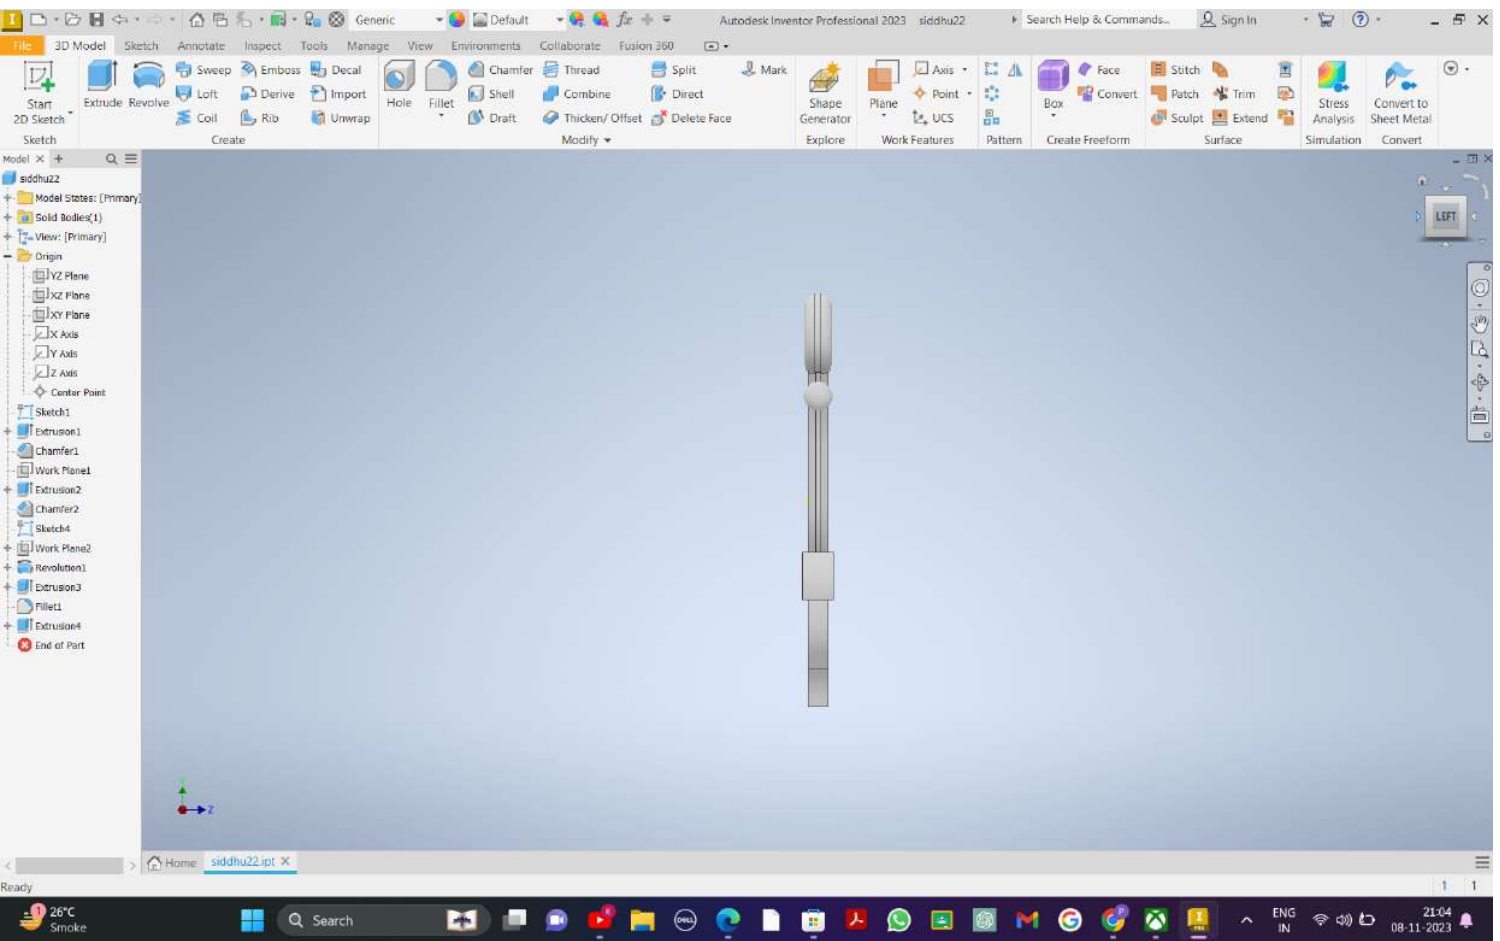 Generic
Default
fx
Autodesk Inventor Professional 2023 siddhu22
Search Help & Commands...
Sign In
File 3D Model Sketch Annotate Inspect Tools Manage View Environments Collaborate Fusion 360
Start
2D Sketch
Extrude
Revolve
Sweep
Emboss
Decal
Loft
Derive
Import
Coil
Rib
Unwrap
Hole
Fillet
Chamfer
Thread
Split
Mark
Shell
Combine
Direct
Draft
Thicken/ Offset
Delete Face
Shape
Generator
Plane
Axis
Point
UCS
Box
Face
Convert
Stitch
Patch
Trim
Sculpt
Extend
Stress
Analysis
Convert to
Sheet Metal
Sketch
Create
Modify
Explore
Work Features
Pattern
Create Freeform
Surface
Simulation
Convert
Model
siddhu22
Model States: [Primary]
Solid Bodies(1)
View: [Primary]
Origin
YZ Plane
XZ Plane
XY Plane
X Axis
Y Axis
Z Axis
Center Point
Sketch1
Extrusion1
Chamfer1
Work Plane1
Extrusion2
Chamfer2
Sketch4
Work Plane2
Revolution1
Extrusion3
Fillet1
Extrusion4
End of Part
LEFT
Z
Home siddhu22.ipt
Ready
1 1
1
26°C
Smoke
Search
DELL
ENG
IN
21:04
08-11-2023